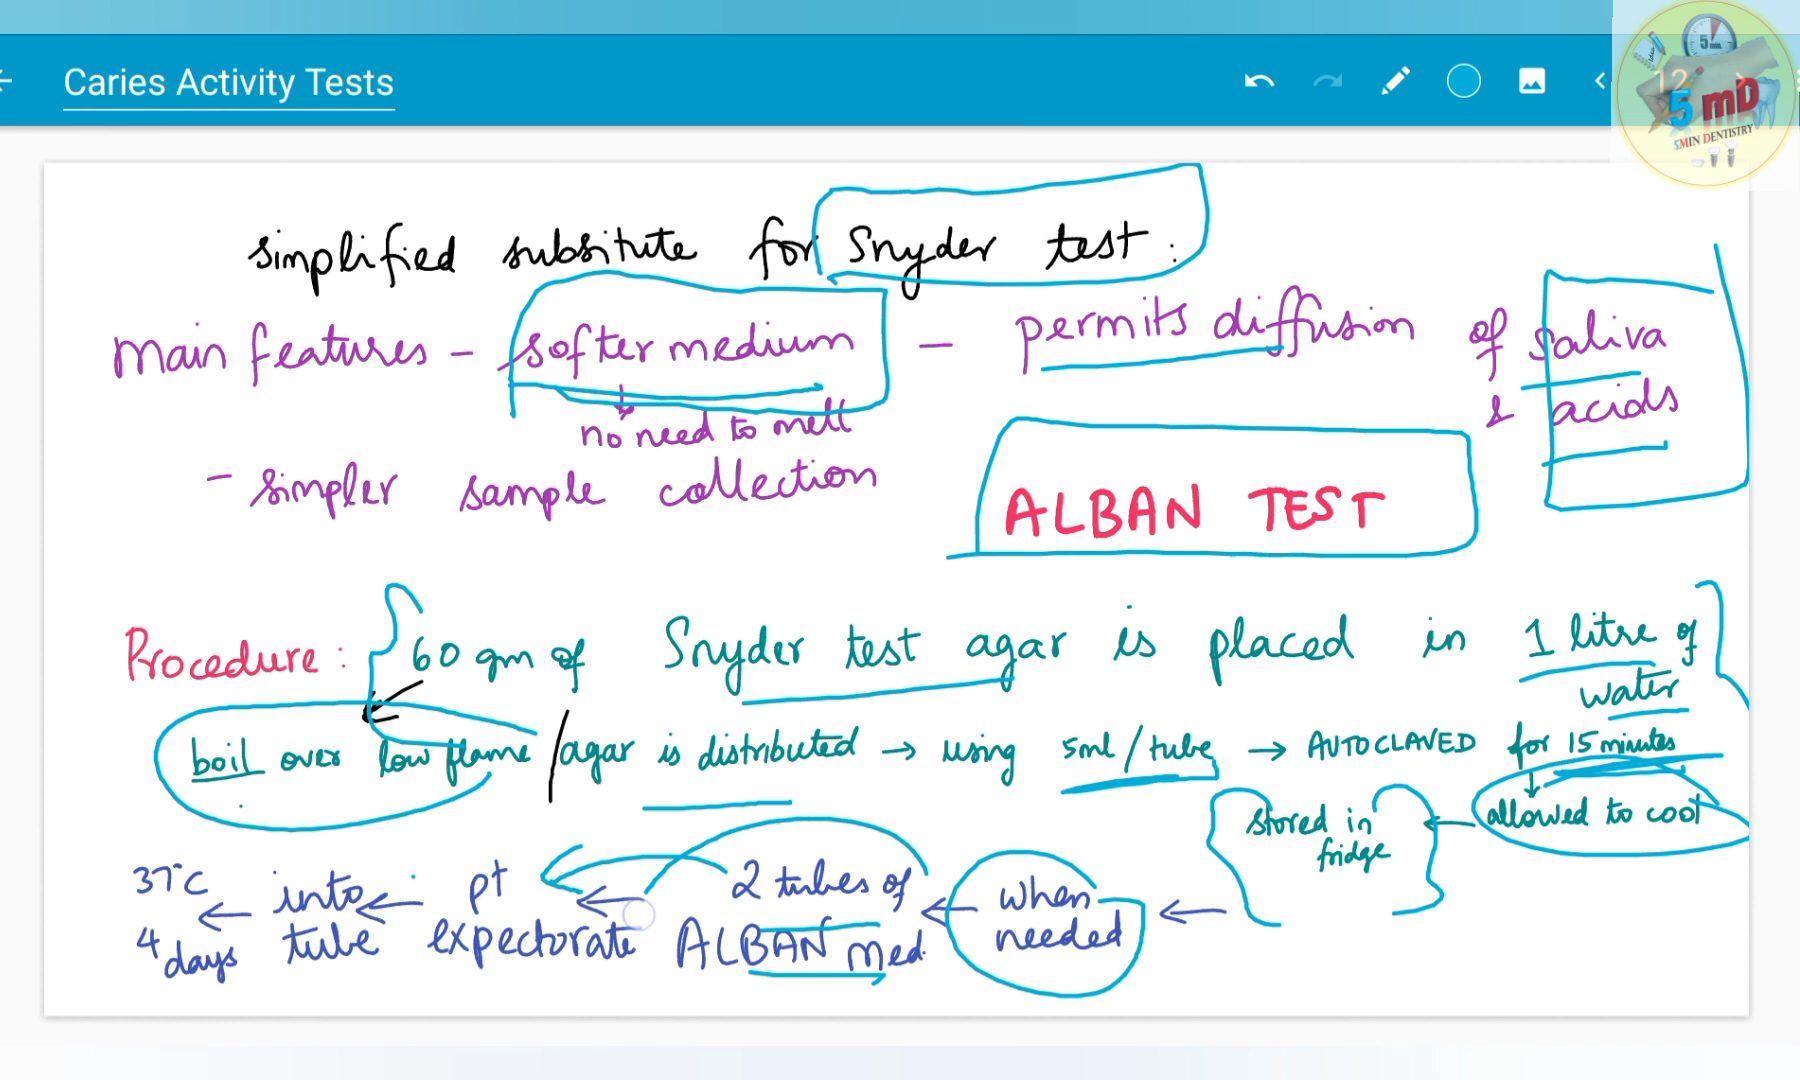 Caries Activity Tests
12
5
5 mD
5MIN DENTISTRY
simplified subsitute for Snyder test.
Main features - softer medium - permits diffusion of saliva
& acids
no need to melt
- simpler sample collection
ALBAN TEST
Procedure: 60 gm of Snyder test agar is placed in 1 litre of
water
boil over low flame / agar is distributed → using 5ml/tube → AUTOCLAVED for 15 minutes
↓
allowed to cool
← stored in
fridge
← when
needed
← 2 tubes of
ALBAN med.
← pt
expectorate
← into
tube
← 37°C
4 days